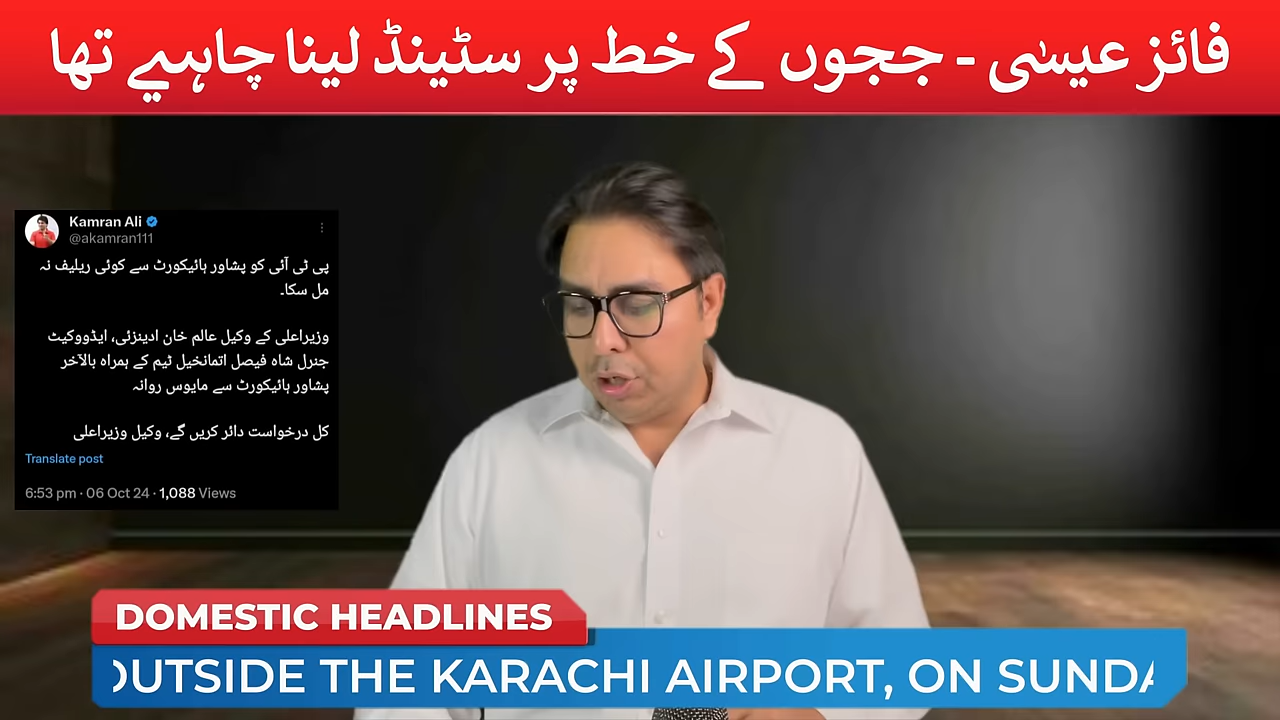 فائز عیسٰی - ججوں کے خط پر سٹینڈ لینا چاہیے تھا
Kamran Ali
@akamran111
پی ٹی آئی کو پشاور ہائیکورٹ سے کوئی ریلیف نہ
مل سکا۔
وزیراعلی کے وکیل عالم خان ادینزئی، ایڈووکیٹ
جنرل شاہ فیصل اتمانخیل ٹیم کے ہمراہ بالآخر
پشاور ہائیکورٹ سے مایوس روانہ
کل درخواست دائر کریں گے، وکیل وزیراعلی
Translate post
6:53 pm · 06 Oct 24 · 1,088 Views
DOMESTIC HEADLINES
OUTSIDE THE KARACHI AIRPORT, ON SUNDA